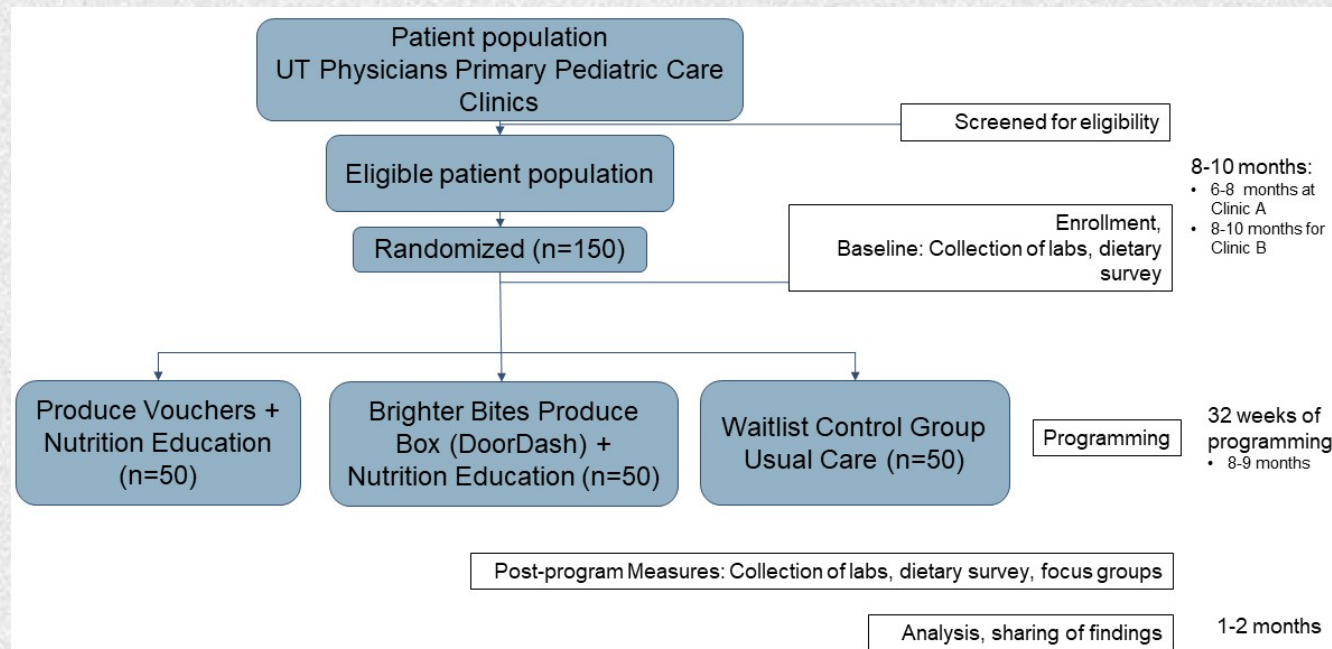 Patient population
UT Physicians Primary Pediatric Care
Clinics
Screened for eligibility
Eligible patient population
8-10 months:
• 6-8 months at
Clinic A
• 8-10 months for
Clinic B
Randomized (n=150)
Enrollment,
Baseline: Collection of labs, dietary
survey
Produce Vouchers +
Nutrition Education
(n=50)
Brighter Bites Produce
Box (DoorDash) +
Nutrition Education (n=50)
Waitlist Control Group
Usual Care (n=50)
Programming
32 weeks of
programming
• 8-9 months
Post-program Measures: Collection of labs, dietary survey, focus groups
Analysis, sharing of findings
1-2 months